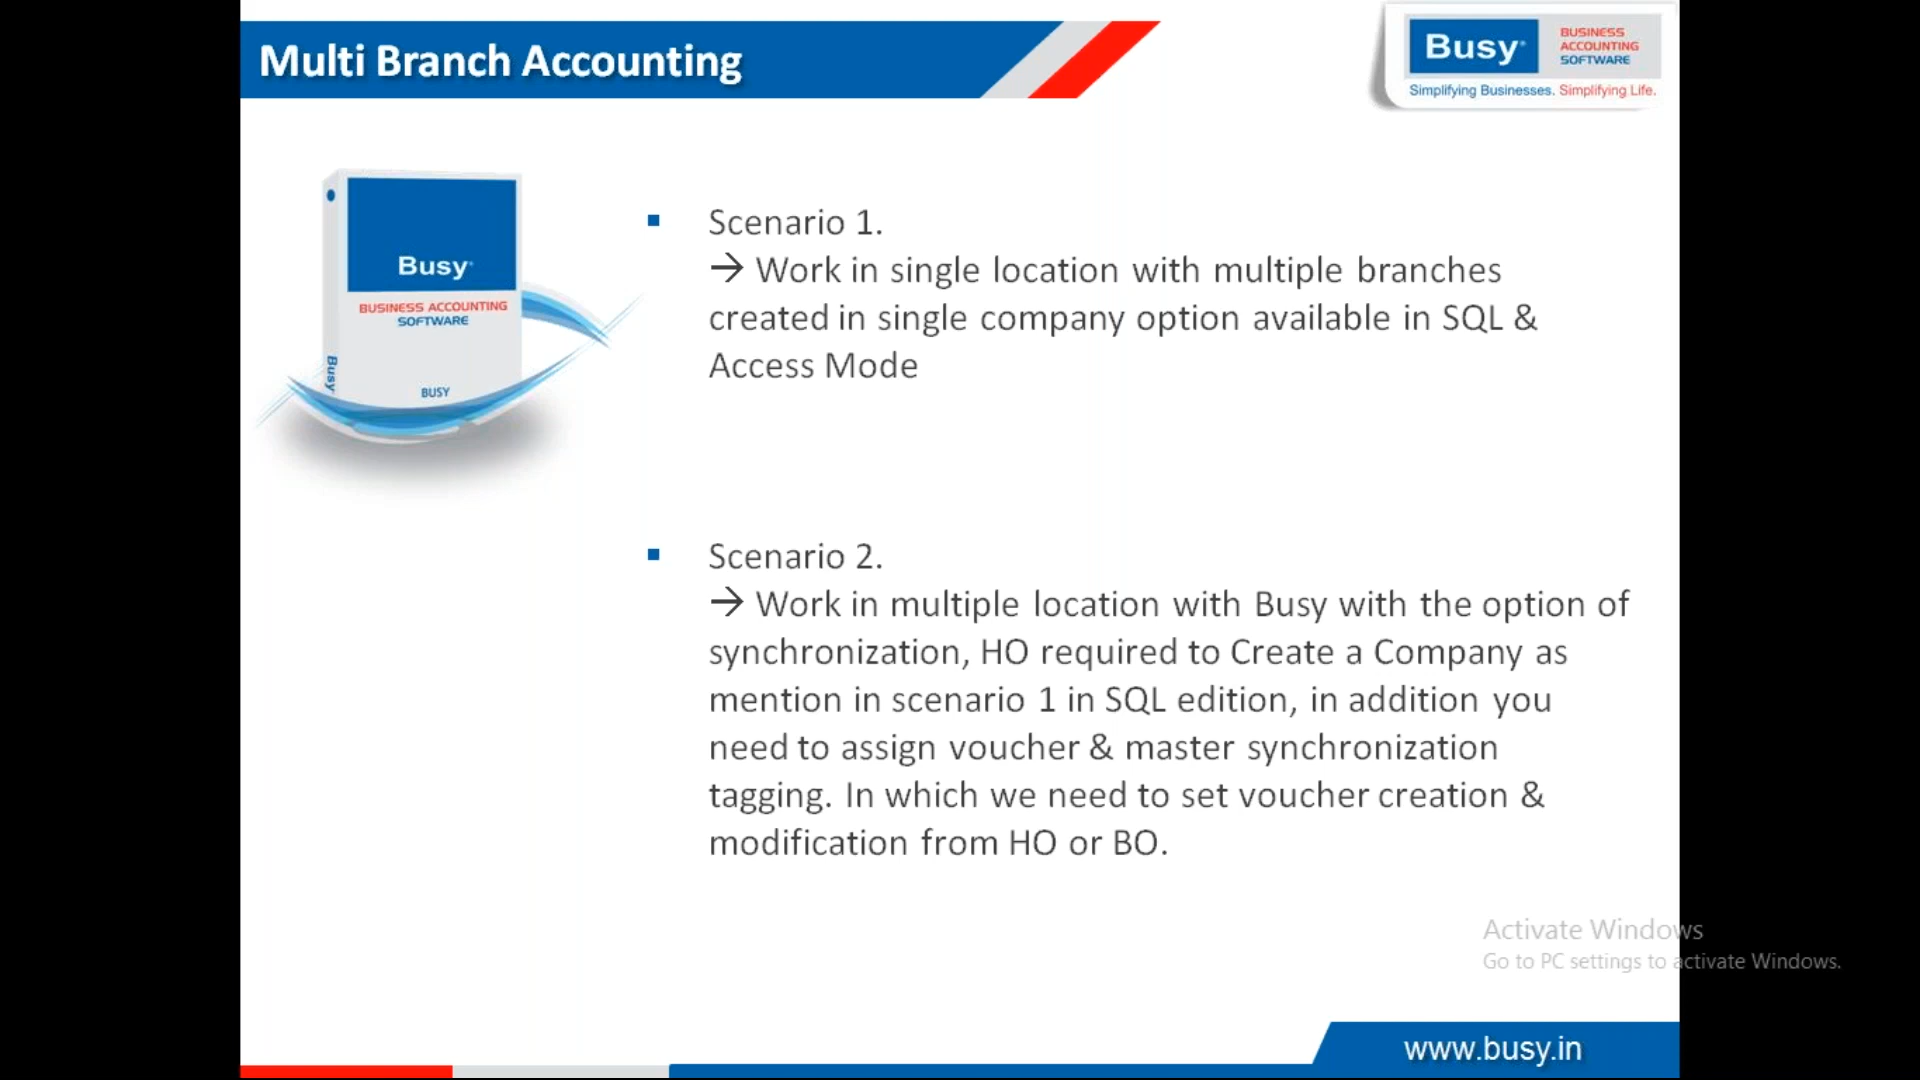 Multi Branch Accounting
Busy
BUSINESS
ACCOUNTING
SOFTWARE
Simplifying Businesses. Simplifying Life.
Busy
BUSINESS ACCOUNTING
SOFTWARE
Busy
BUSY
▪ Scenario 1.
→ Work in single location with multiple branches
created in single company option available in SQL &
Access Mode
▪ Scenario 2.
→ Work in multiple location with Busy with the option of
synchronization, HO required to Create a Company as
mention in scenario 1 in SQL edition, in addition you
need to assign voucher & master synchronization
tagging. In which we need to set voucher creation &
modification from HO or BO.
Activate Windows
Go to PC settings to activate Windows.
www.busy.in